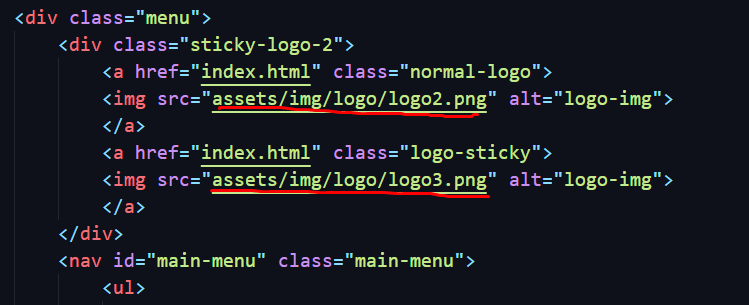 <div class="menu">
<div class="sticky-logo-2">
<a href="index.html" class="normal-logo">
<img src="assets/img/logo/logo2.png" alt="logo-img">
</a>
<a href="index.html" class="logo-sticky">
<img src="assets/img/logo/logo3.png" alt="logo-img">
</a>
</div>
<nav id="main-menu" class="main-menu">
<ul>